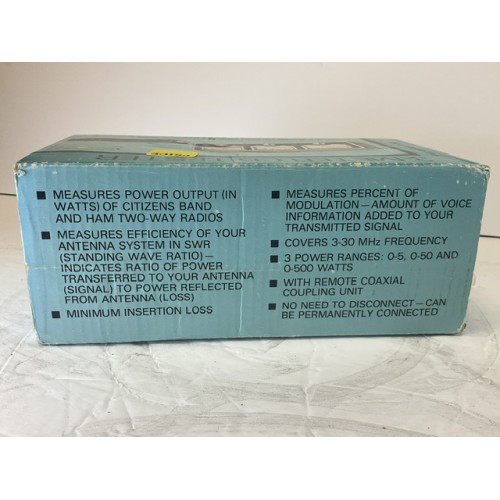 MEASURES POWER OUTPUT (IN
WATTS) OF CITIZENS BAND
AND HAM TWO-WAY RADIOS
MEASURES EFFICIENCY OF YOUR
ANTENNA SYSTEM IN SWR
(STANDING WAVE RATIO)—
INDICATES RATIO OF POWER
TRANSFERRED TO YOUR ANTENNA
(SIGNAL) TO POWER REFLECTED
FROM ANTENNA (LOSS)
MINIMUM INSERTION LOSS
MEASURES PERCENT OF
MODULATION—AMOUNT OF VOICE
INFORMATION ADDED TO YOUR
TRANSMITTED SIGNAL
COVERS 3-30 MHz FREQUENCY
3 POWER RANGES: 0-5, 0-50 AND
0-500 WATTS
WITH REMOTE COAXIAL
COUPLING UNIT
NO NEED TO DISCONNECT—CAN
BE PERMANENTLY CONNECTED